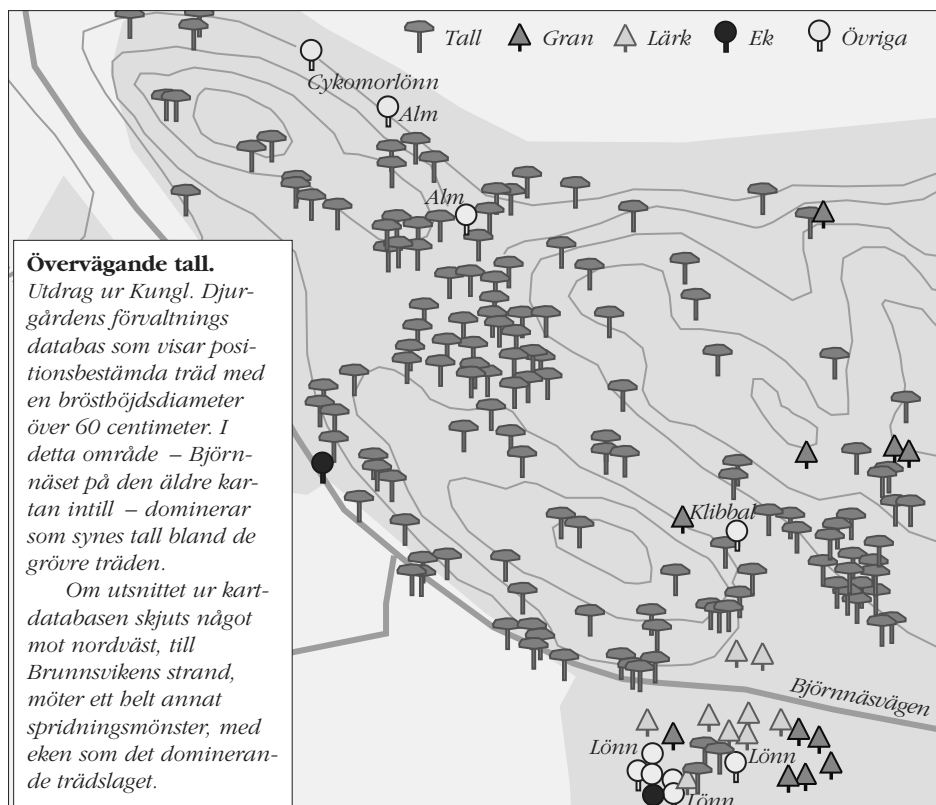 Tall Gran Lärk Ek Övriga
Cykomorlönn
Alm
Alm
Övervägande tall.
Utdrag ur Kungl. Djur-
gårdens förvaltnings
databas som visar posi-
tionsbestämda träd med
en brösthöjdsdiameter
över 60 centimeter. I
detta område – Björn-
näset på den äldre kar-
tan intill – dominerar
som synes tall bland de
grövre träden.
Om utsnittet ur kart-
databasen skjuts något
mot nordväst, till
Brunnsvikens strand,
möter ett helt annat
spridningsmönster, med
eken som det domineran-
de trädslaget.
Klibbal
Björnnäsvägen
Lönn
Lönn
Lönn